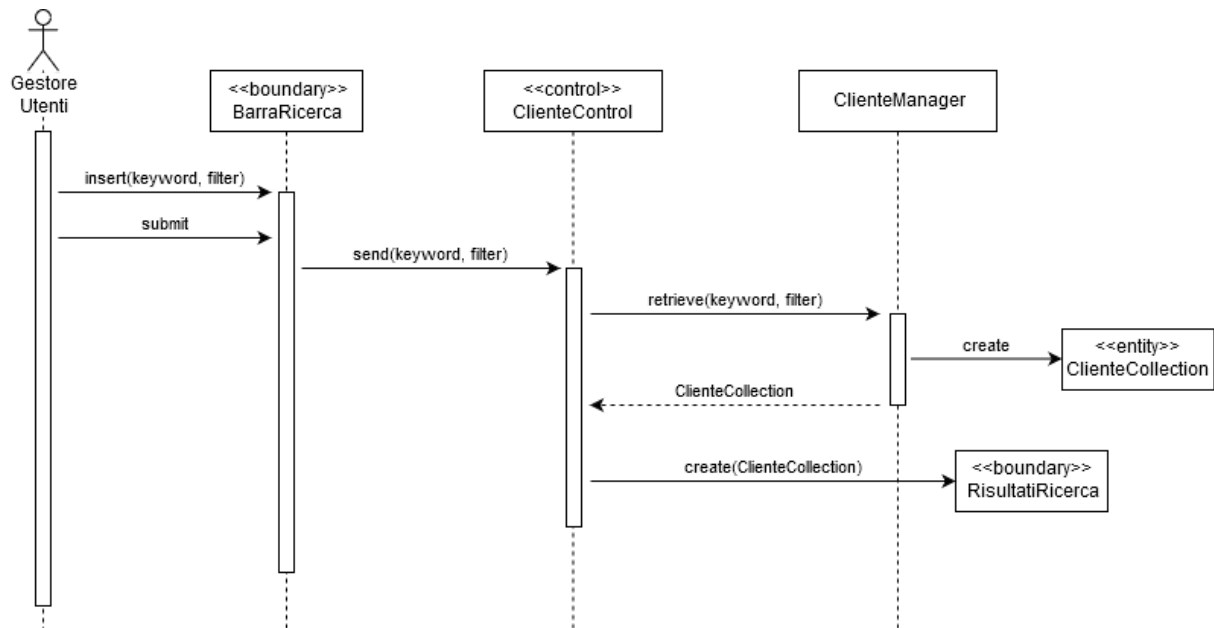 Gestore
Utenti
<<boundary>>
BarraRicerca
<<control>>
ClienteControl
ClienteManager
insert(keyword, filter)
submit
send(keyword, filter)
retrieve(keyword, filter)
create
<<entity>>
ClienteCollection
ClienteCollection
create(ClienteCollection)
<<boundary>>
RisultatiRicerca